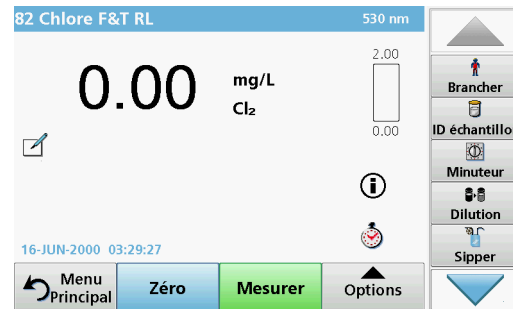 82 Chlore F&T RL
530 nm
2.00
0.00 mg/L
Cl₂
0.00
16-JUN-2000 03:29:27
Menu
Principal
Zéro
Mesurer
Options
Brancher
ID échantillo
Minuteur
Dilution
Sipper